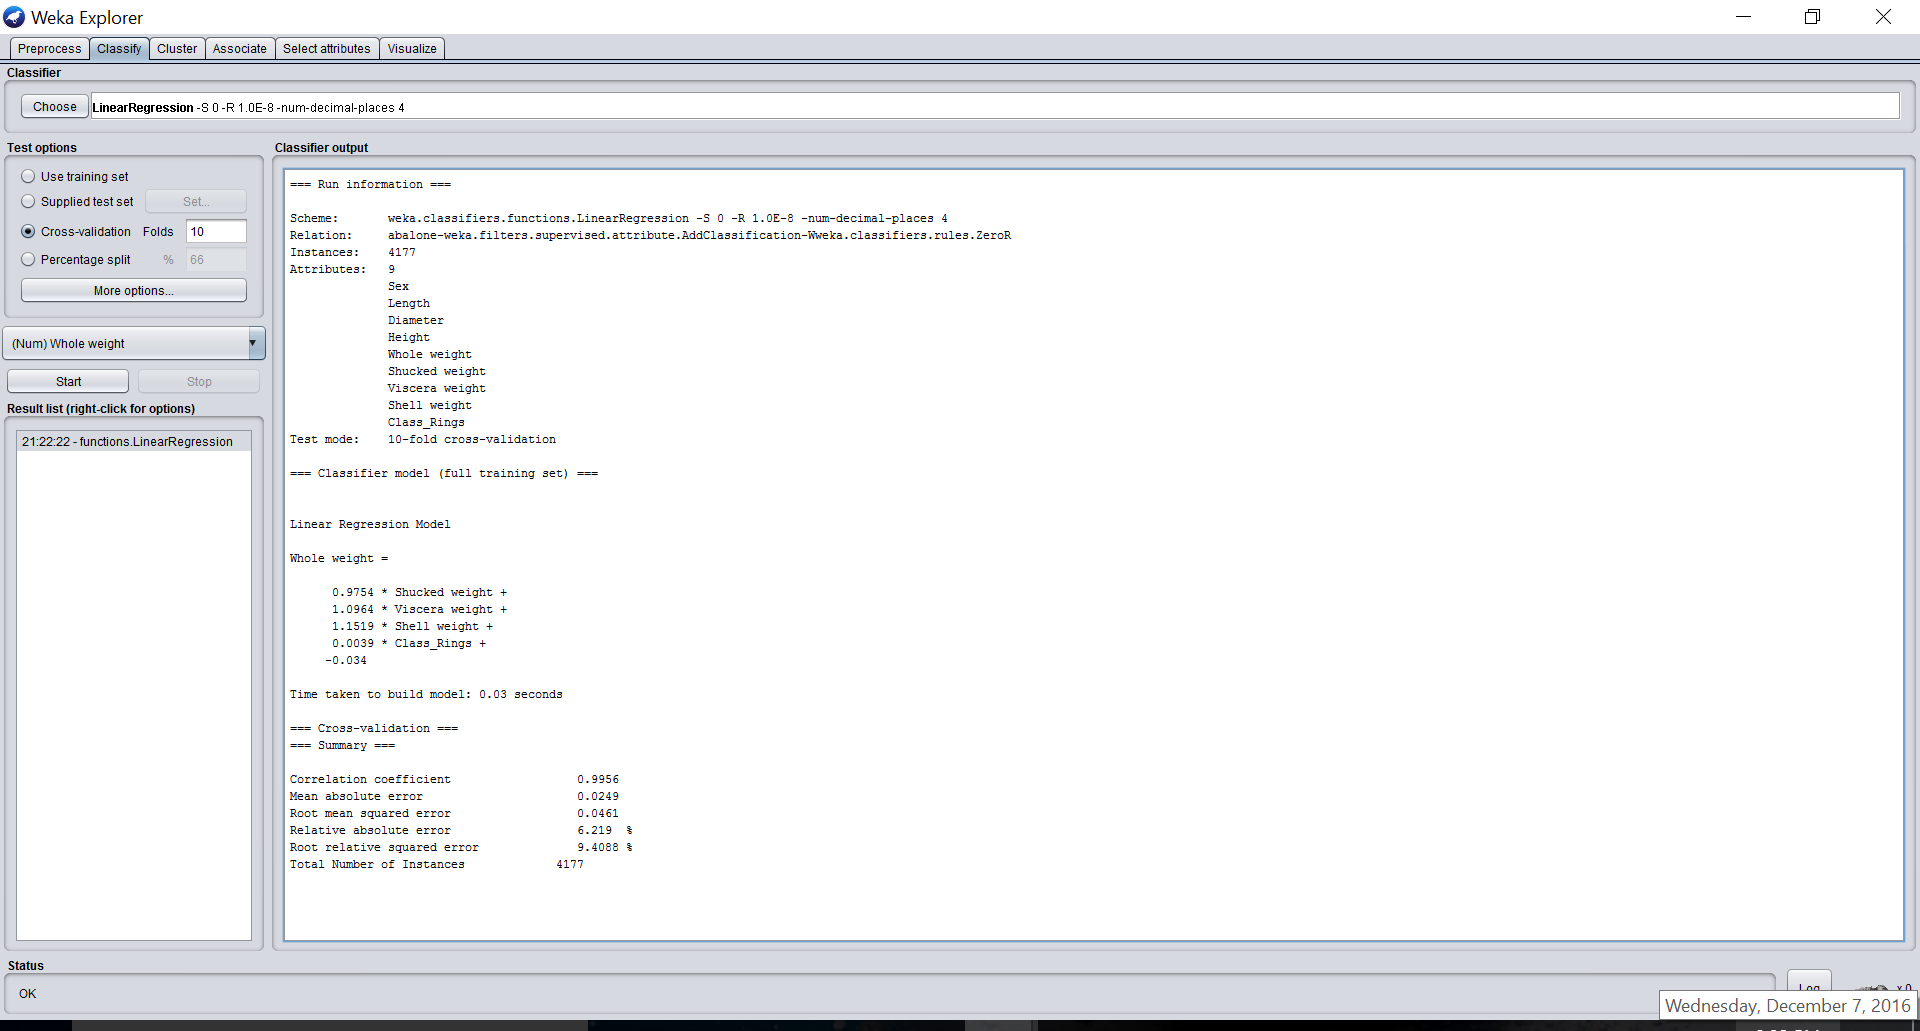 Weka Explorer
Preprocess Classify Cluster Associate Select attributes Visualize
Classifier
Choose LinearRegression -S 0 -R 1.0E-8 -num-decimal-places 4
Test options
Use training set
Supplied test set Set...
Cross-validation Folds 10
Percentage split % 66
More options...
(Num) Whole weight
Start Stop
Result list (right-click for options)
21:22:22 - functions.LinearRegression
Classifier output
=== Run information ===
Scheme: weka.classifiers.functions.LinearRegression -S 0 -R 1.0E-8 -num-decimal-places 4
Relation: abalone-weka.filters.supervised.attribute.AddClassification-Wweka.classifiers.rules.ZeroR
Instances: 4177
Attributes: 9
Sex
Length
Diameter
Height
Whole weight
Shucked weight
Viscera weight
Shell weight
Class_Rings
Test mode: 10-fold cross-validation
=== Classifier model (full training set) ===
Linear Regression Model
Whole weight =
0.9754 * Shucked weight +
1.0964 * Viscera weight +
1.1519 * Shell weight +
0.0039 * Class_Rings +
-0.034
Time taken to build model: 0.03 seconds
=== Cross-validation ===
=== Summary ===
Correlation coefficient 0.9956
Mean absolute error 0.0249
Root mean squared error 0.0461
Relative absolute error 6.219 %
Root relative squared error 9.4088 %
Total Number of Instances 4177
Status
OK
Log x 0
Wednesday, December 7, 2016